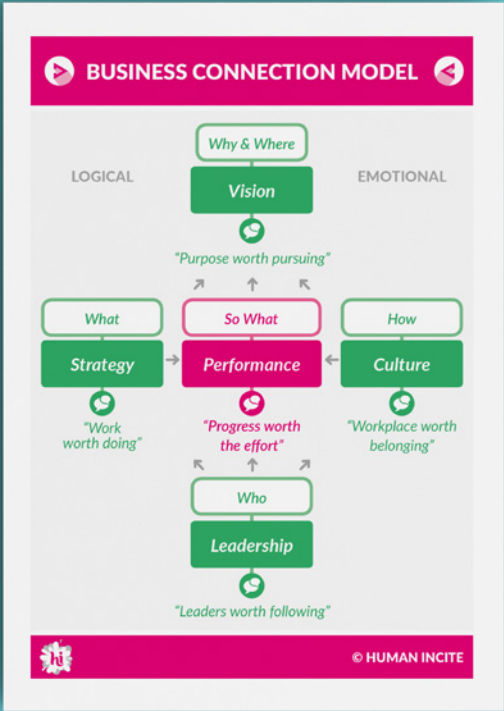 BUSINESS CONNECTION MODEL
Why & Where
LOGICAL
EMOTIONAL
Vision
“Purpose worth pursuing”
What
So What
How
Strategy
Performance
Culture
“Work
worth doing”
“Progress worth
the effort”
“Workplace worth
belonging”
Who
Leadership
“Leaders worth following”
hi
© HUMAN INCITE